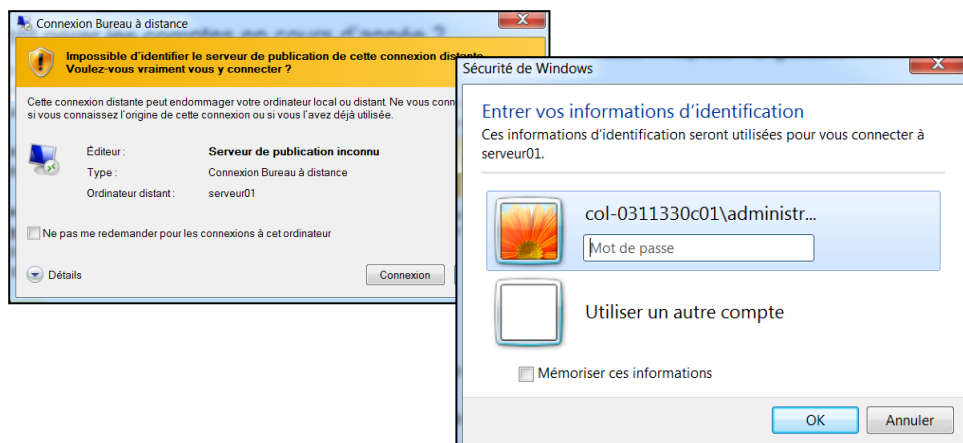 Connexion Bureau à distance
Impossible d'identifier le serveur de publication de cette connexion distante.
Voulez-vous vraiment vous y connecter ?
Cette connexion distante peut endommager votre ordinateur local ou distant. Ne vous conn
si vous connaissez l'origine de cette connexion ou si vous l'avez déjà utilisée.
Éditeur : Serveur de publication inconnu
Type : Connexion Bureau à distance
Ordinateur distant : serveur01
Ne pas me redemander pour les connexions à cet ordinateur
Détails
Connexion
Sécurité de Windows
Entrer vos informations d'identification
Ces informations d'identification seront utilisées pour vous connecter à
serveur01.
col-0311330c01\administr...
Mot de passe
Utiliser un autre compte
Mémoriser ces informations
OK
Annuler